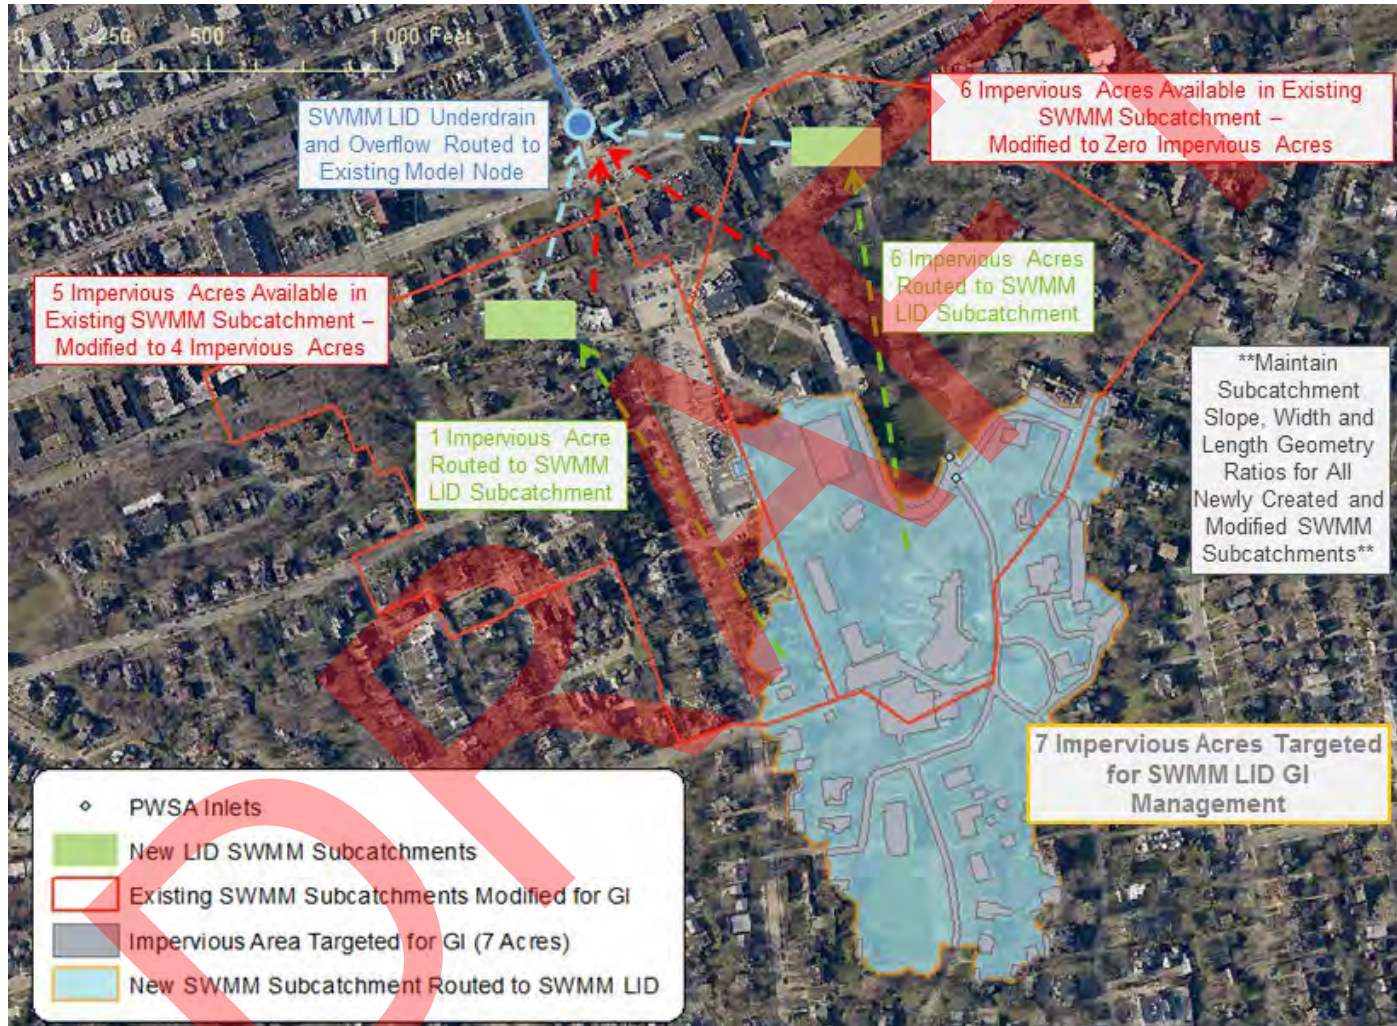 0 250 500 1,000 Feet
SWMM LID Underdrain
and Overflow Routed to
Existing Model Node
6 Impervious Acres Available in Existing
SWMM Subcatchment –
Modified to Zero Impervious Acres
6 Impervious Acres
Routed to SWMM
LID Subcatchment
5 Impervious Acres Available in
Existing SWMM Subcatchment –
Modified to 4 Impervious Acres
**Maintain
Subcatchment
Slope, Width and
Length Geometry
Ratios for All
Newly Created and
Modified SWMM
Subcatchments**
1 Impervious Acre
Routed to SWMM
LID Subcatchment
7 Impervious Acres Targeted
for SWMM LID GI
Management
PWSA Inlets
New LID SWMM Subcatchments
Existing SWMM Subcatchments Modified for GI
Impervious Area Targeted for GI (7 Acres)
New SWMM Subcatchment Routed to SWMM LID
DRAFT